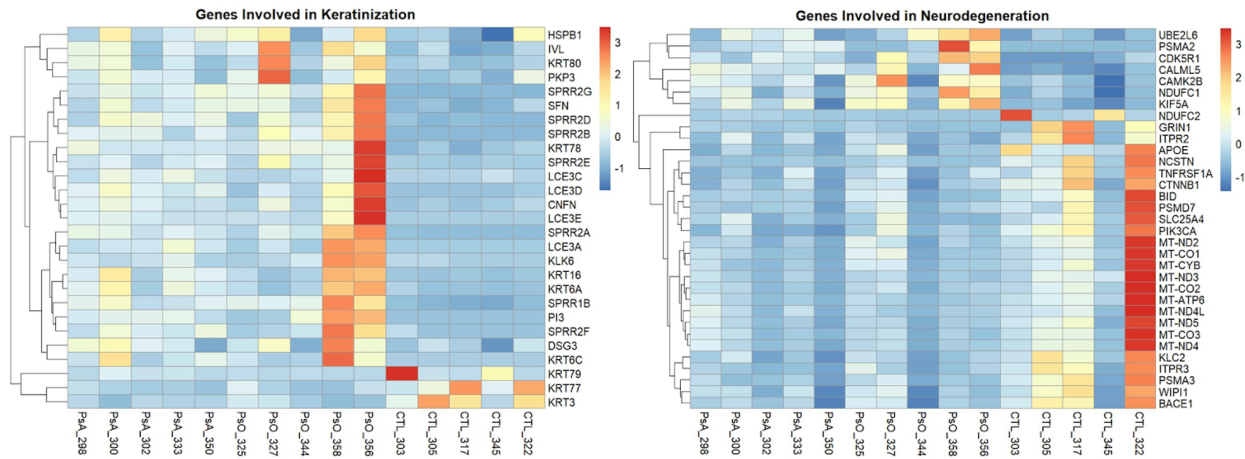 Genes Involved in Keratinization
HSPB1
IVL
KRT80
PKP3
SPRR2G
SFN
SPRR2D
SPRR2B
KRT78
SPRR2E
LCE3C
LCE3D
CNFN
LCE3E
SPRR2A
LCE3A
KLK6
KRT16
KRT6A
SPRR1B
PI3
SPRR2F
DSG3
KRT6C
KRT79
KRT77
KRT3
3
2
1
0
-1
PsA_298
PsA_300
PsA_302
PsA_333
PsA_350
PsO_325
PsO_327
PsO_344
PsO_358
PsO_356
CTL_303
CTL_305
CTL_317
CTL_345
CTL_322
Genes Involved in Neurodegeneration
UBE2L6
PSMA2
CDK5R1
CALML5
CAMK2B
NDUFC1
KIF5A
NDUFC2
GRIN1
ITPR2
APOE
NCSTN
TNFRSF1A
CTNNB1
BID
PSMD7
SLC25A4
PIK3CA
MT-ND2
MT-CO1
MT-CYB
MT-ND3
MT-CO2
MT-ATP6
MT-ND4L
MT-ND5
MT-CO3
MT-ND4
KLC2
ITPR3
PSMA3
WIPI1
BACE1
3
2
1
0
-1
PsA_298
PsA_300
PsA_302
PsA_333
PsA_350
PsO_325
PsO_327
PsO_344
PsO_358
PsO_356
CTL_303
CTL_305
CTL_317
CTL_345
CTL_322